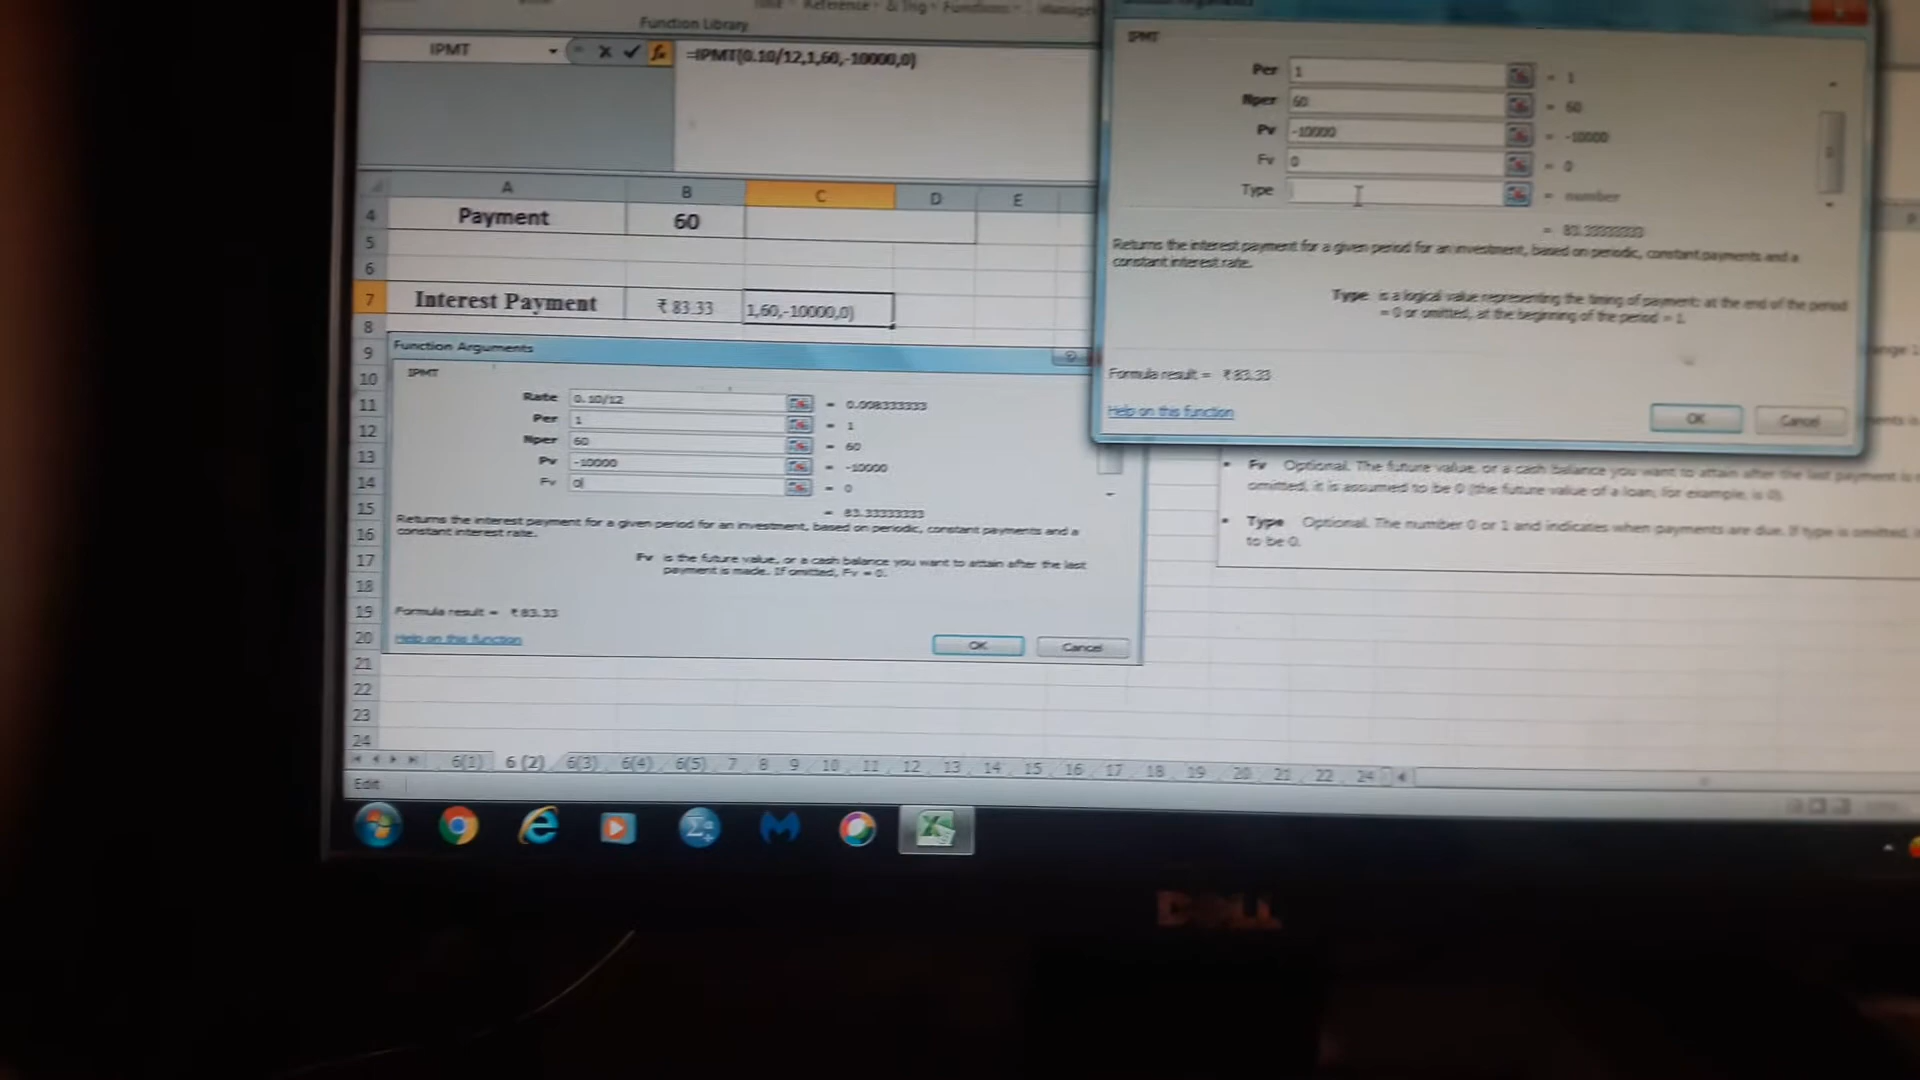 Reference
& Trig
Functions
Function Library
IPMT
=IPMT(0.10/12,1,60,-10000,0)
A B C D E
4 Payment 60
5
6
7 Interest Payment ₹ 83.33 1,60,-10000,0)
8
9
10
11
12
13
14
15
16
17
18
19
20
21
22
23
24
Function Arguments
IPMT
Rate 0.10/12 = 0.008333333
Per 1 = 1
Nper 60 = 60
Pv -10000 = -10000
Fv 0 = 0
= 83.33333333
Returns the interest payment for a given period for an investment, based on periodic, constant payments and a
constant interest rate.
Fv is the future value, or a cash balance you want to attain after the last
payment is made. If omitted, Fv = 0.
Formula result = ₹ 83.33
Help on this function
OK Cancel
IPMT
Per 1 = 1
Nper 60 = 60
Pv -10000 = -10000
Fv 0 = 0
Type = number
= 83.33333333
Returns the interest payment for a given period for an investment, based on periodic, constant payments and a
constant interest rate.
Type is a logical value representing the timing of payment: at the end of the period
= 0 or omitted, at the beginning of the period = 1.
Formula result = ₹ 83.33
Help on this function
OK Cancel
• Fv Optional. The future value, or a cash balance you want to attain after the last payment is
omitted, it is assumed to be 0 (the future value of a loan, for example, is 0).
• Type Optional. The number 0 or 1 and indicates when payments are due. If type is omitted,
to be 0.
6(1) 6 (2) 6(3) 6(4) 6(5) 7 8 9 10 11 12 13 14 15 16 17 18 19 20 21 22 24
Edit
DELL